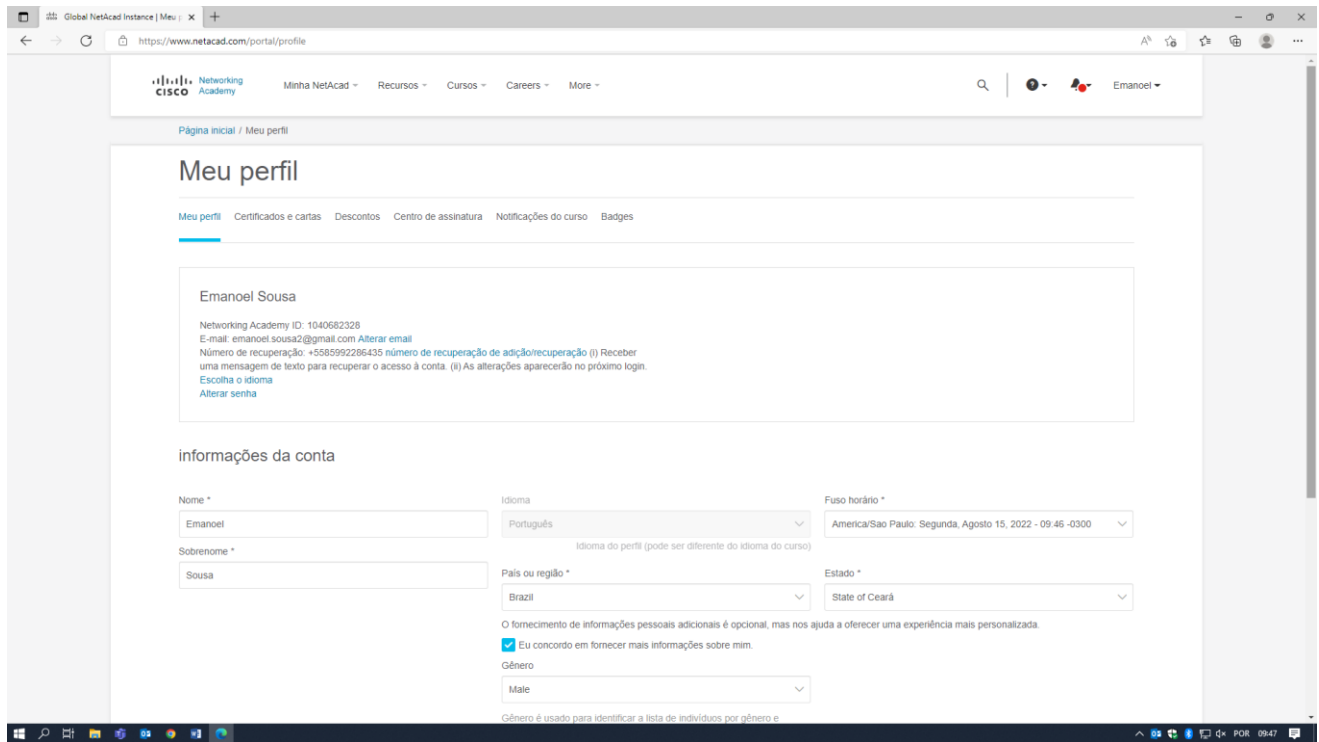 Global NetAcad Instance | Meu p
https://www.netacad.com/portal/profile
CISCO Networking Academy
Minha NetAcad Recursos Cursos Careers More Emanoel
Página inicial / Meu perfil
Meu perfil
Meu perfil Certificados e cartas Descontos Centro de assinatura Notificações do curso Badges
Emanoel Sousa
Networking Academy ID: 1040682328
E-mail: emanoel.sousa2@gmail.com Alterar email
Número de recuperação: +5585992286435 número de recuperação de adição/recuperação (i) Receber
uma mensagem de texto para recuperar o acesso à conta. (ii) As alterações aparecerão no próximo login.
Escolha o idioma
Alterar senha
informações da conta
Nome * Idioma Fuso horário *
Emanoel Português America/Sao Paulo: Segunda, Agosto 15, 2022 - 09:46 -0300
Idioma do perfil (pode ser diferente do idioma do curso)
Sobrenome *
Sousa
País ou região * Estado *
Brazil State of Ceará
O fornecimento de informações pessoais adicionais é opcional, mas nos ajuda a oferecer uma experiência mais personalizada.
Eu concordo em fornecer mais informações sobre mim.
Gênero
Male
Gênero é usado para identificar a lista de indivíduos por gênero e
POR 09:47